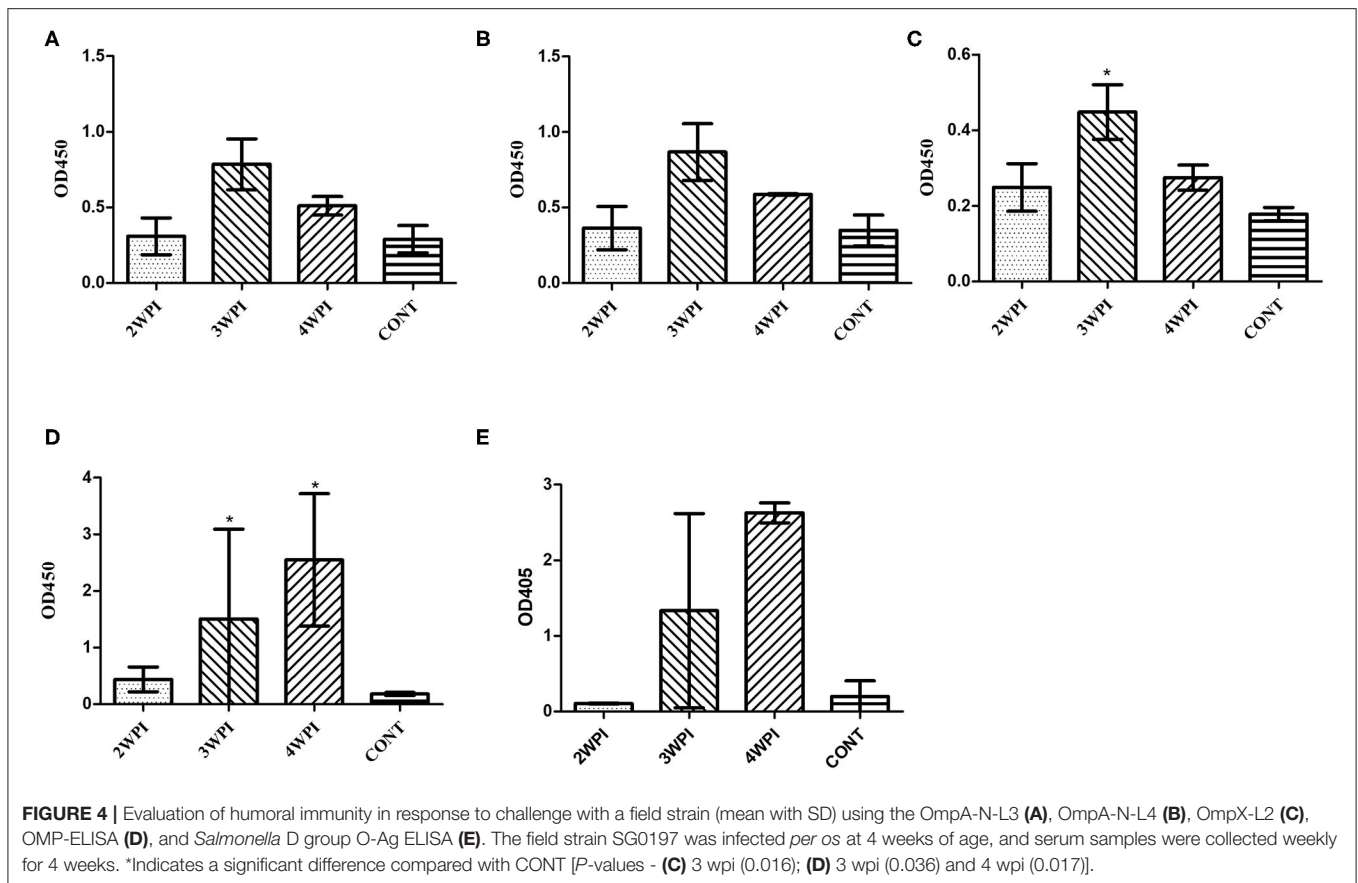 A
B
C
1.5
1.0
0.5
0.0
OD450
2WPI
3WPI
4WPI
CONT
1.5
1.0
0.5
0.0
OD450
2WPI
3WPI
4WPI
CONT
0.6
0.4
0.2
0.0
OD450
*
2WPI
3WPI
4WPI
CONT
D
E
4
3
2
1
0
OD450
*
*
2WPI
3WPI
4WPI
CONT
3
2
1
0
OD405
2WPI
3WPI
4WPI
CONT
FIGURE 4 | Evaluation of humoral immunity in response to challenge with a field strain (mean with SD) using the OmpA-N-L3 (A), OmpA-N-L4 (B), OmpX-L2 (C),
OMP-ELISA (D), and Salmonella D group O-Ag ELISA (E). The field strain SG0197 was infected per os at 4 weeks of age, and serum samples were collected weekly
for 4 weeks. *Indicates a significant difference compared with CONT [P-values - (C) 3 wpi (0.016); (D) 3 wpi (0.036) and 4 wpi (0.017)].